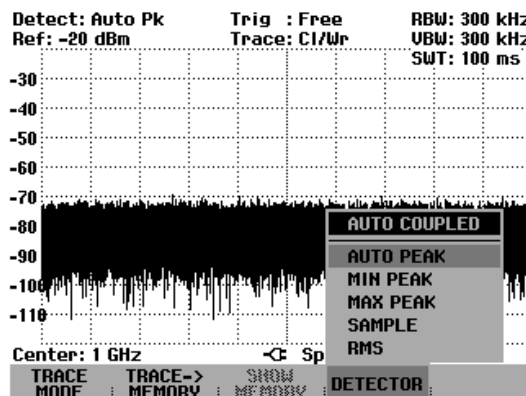 Detect: Auto Pk Trig : Free RBW: 300 kHz
Ref: -20 dBm Trace: Cl/Wr VBW: 300 kHz
SWT: 100 ms
-30
-40
-50
-60
-70
-80
-90
-100
-110
AUTO COUPLED
AUTO PEAK
MIN PEAK
MAX PEAK
SAMPLE
RMS
Center: 1 GHz Sp
TRACE MODE
TRACE-> MEMORY
SHOW MEMORY
DETECTOR